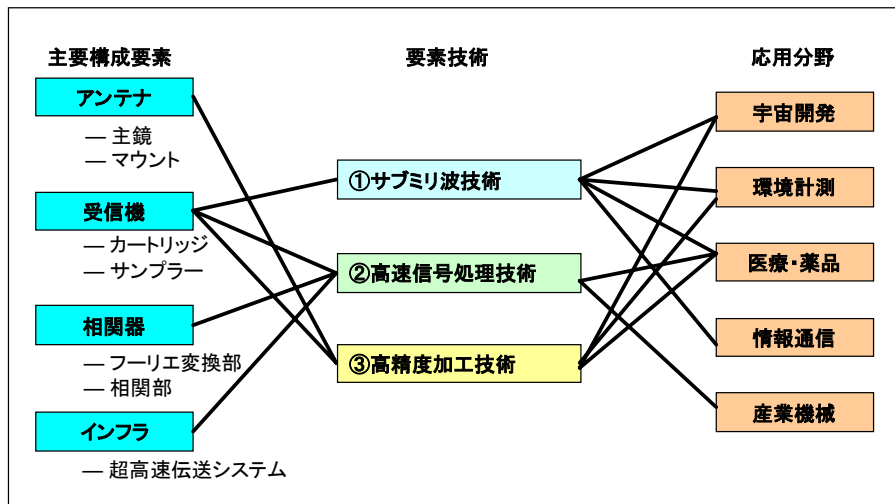 主要構成要素
アンテナ
― 主鏡
― マウント
受信機
― カートリッジ
― サンプラー
相関器
― フーリエ変換部
― 相関部
インフラ
― 超高速伝送システム
要素技術
①サブミリ波技術
②高速信号処理技術
③高精度加工技術
応用分野
宇宙開発
環境計測
医療・薬品
情報通信
産業機械